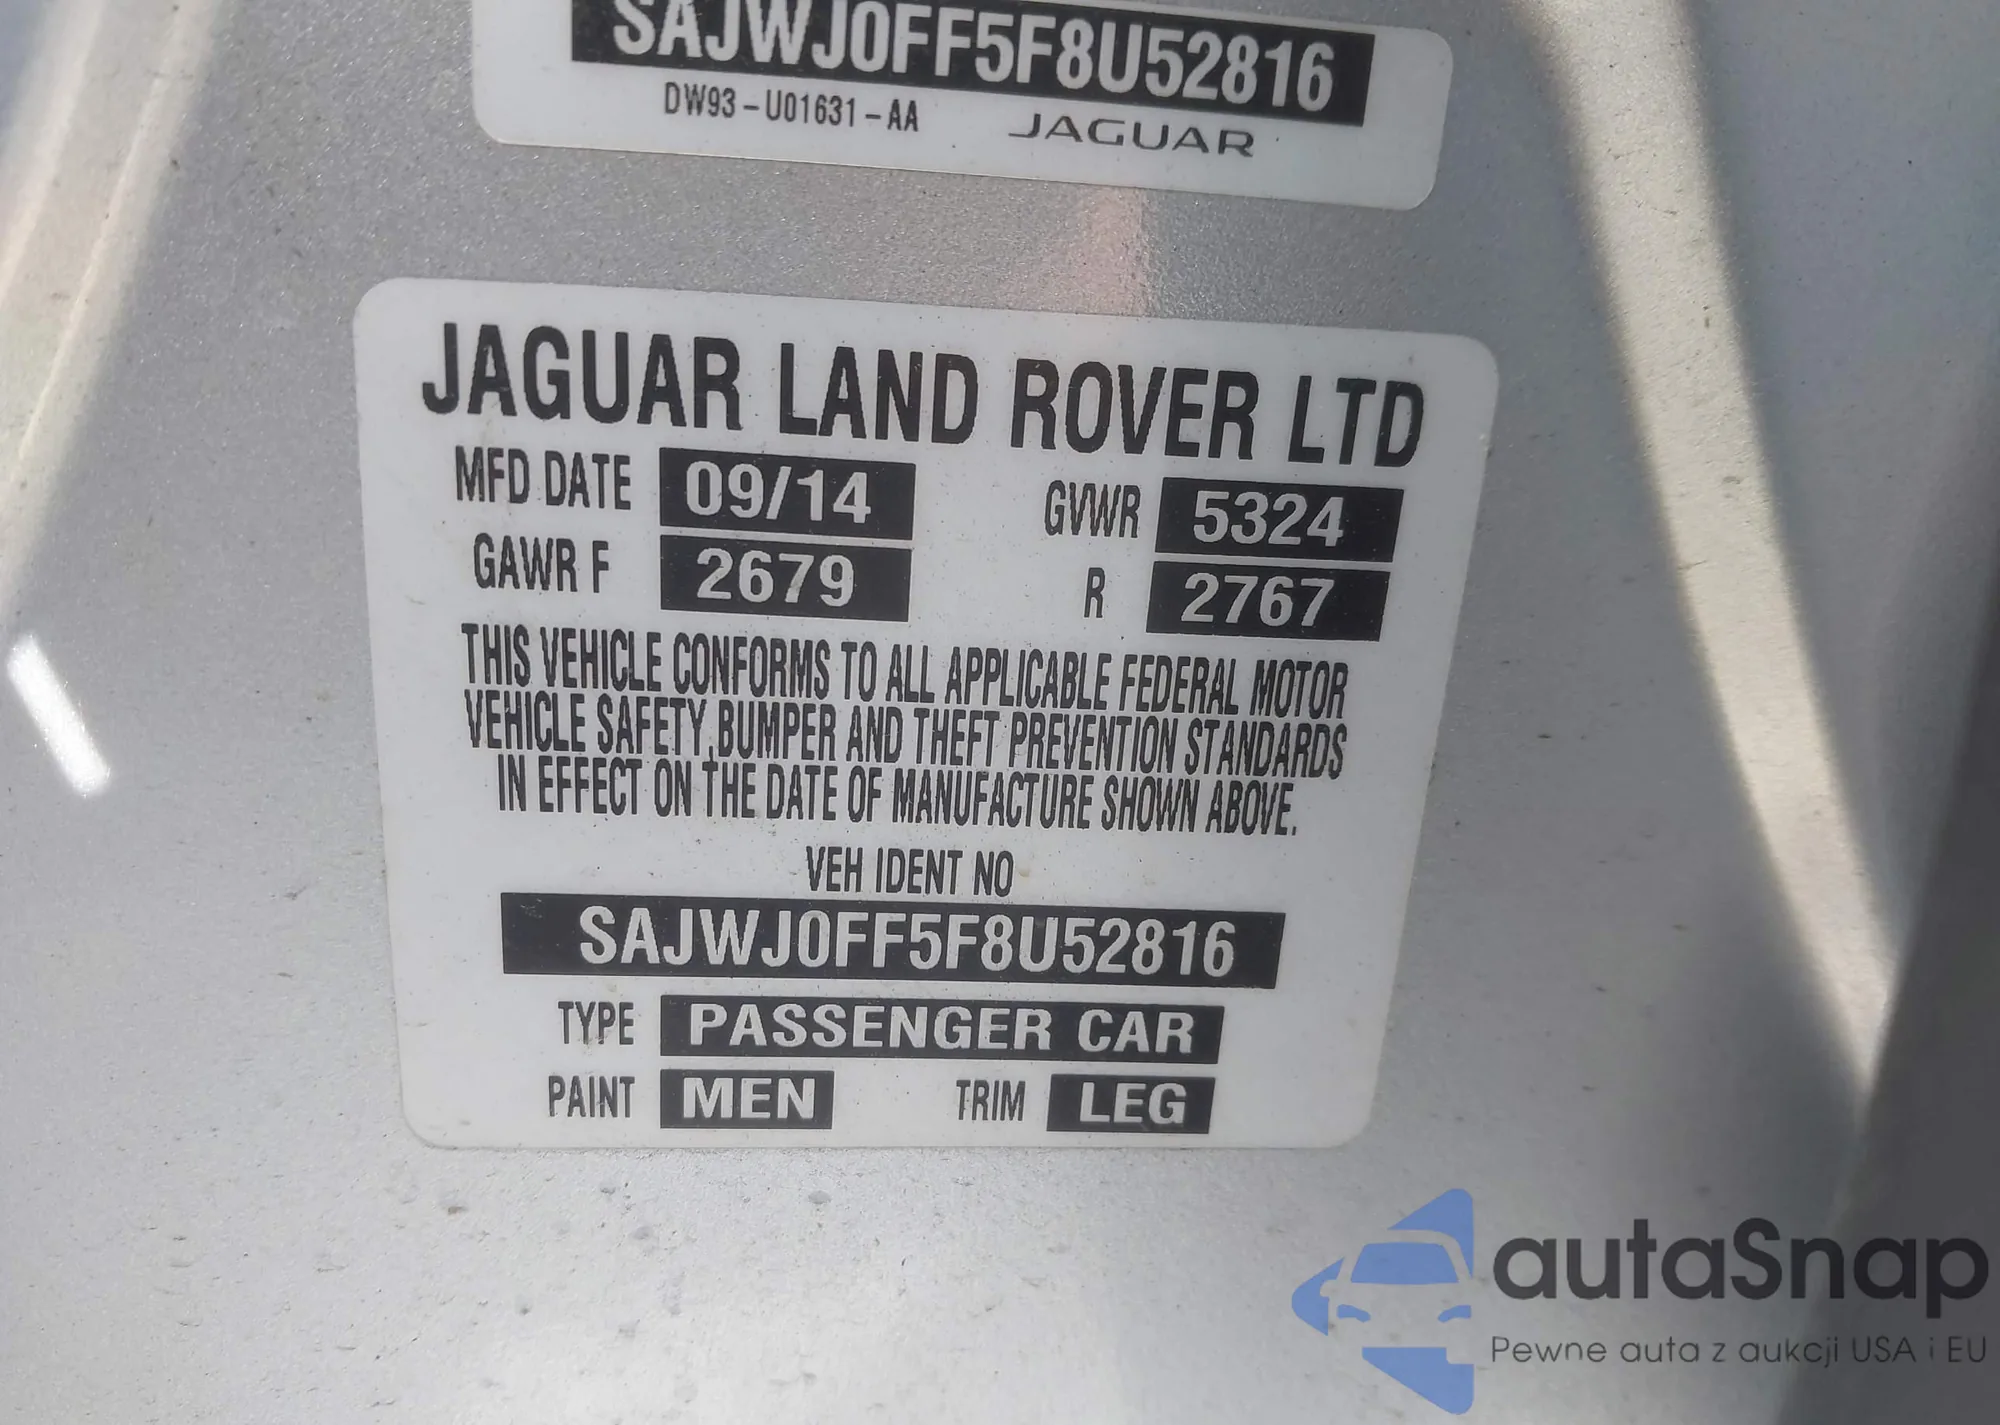 SAJWJ0FF5F8U52816
DW93-U01631-AA JAGUAR
JAGUAR LAND ROVER LTD
MFD DATE 09/14 GVWR 5324
GAWR F 2679 R 2767
THIS VEHICLE CONFORMS TO ALL APPLICABLE FEDERAL MOTOR
VEHICLE SAFETY,BUMPER AND THEFT PREVENTION STANDARDS
IN EFFECT ON THE DATE OF MANUFACTURE SHOWN ABOVE.
VEH IDENT NO
SAJWJ0FF5F8U52816
TYPE PASSENGER CAR
PAINT MEN TRIM LEG
autaSnap
Pewne auta z aukcji USA i EU